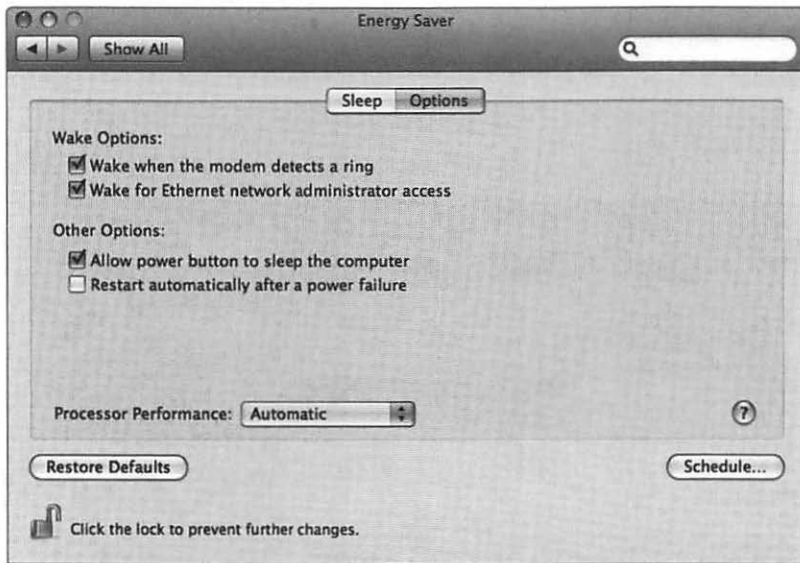 Energy Saver
Show All
Sleep Options
Wake Options:
Wake when the modem detects a ring
Wake for Ethernet network administrator access
Other Options:
Allow power button to sleep the computer
Restart automatically after a power failure
Processor Performance: Automatic ?
Restore Defaults Schedule...
Click the lock to prevent further changes.